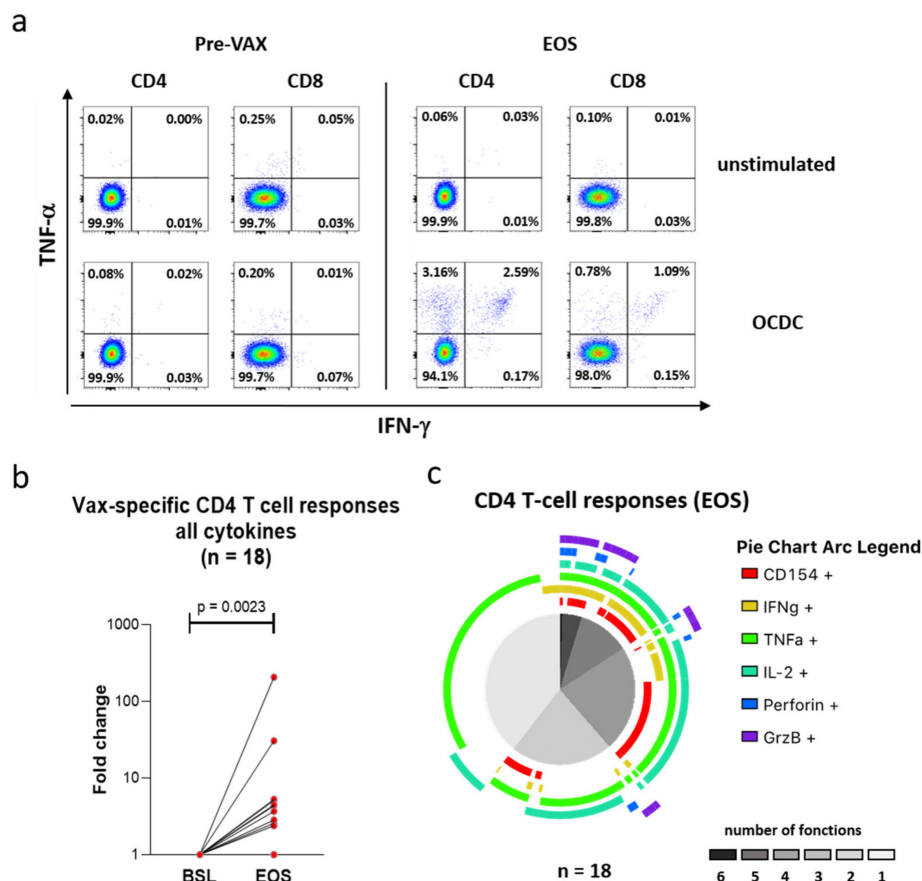 a
Pre-VAX EOS
CD4 CD8 CD4 CD8
0.02% 0.00% 0.25% 0.05% 0.06% 0.03% 0.10% 0.01%
unstimulated
99.9% 0.01% 99.7% 0.03% 99.9% 0.01% 99.8% 0.03%
TNF-α
0.08% 0.02% 0.20% 0.01% 3.16% 2.59% 0.78% 1.09%
OCDC
99.9% 0.03% 99.7% 0.07% 94.1% 0.17% 98.0% 0.15%
IFN-γ
b
Vax-specific CD4 T cell responses
all cytokines
(n = 18)
p = 0.0023
1000
100
10
1
Fold change
BSL EOS
c
CD4 T-cell responses (EOS)
Pie Chart Arc Legend
CD154 +
IFNg +
TNFa +
IL-2 +
Perforin +
GrzB +
n = 18
number of fonctions
6 5 4 3 2 1